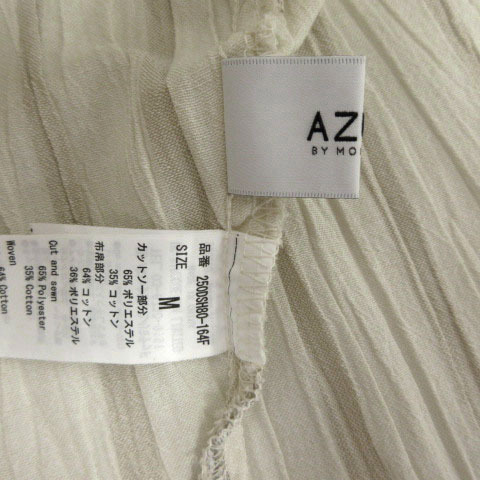 AZ
BY MO
品番 250DSH80-164F
SIZE M
カットソー部分
65% ポリエステル
35% コットン
布帛部分
64% コットン
36% ポリエステル
Cut and sewn
65% Polyester
35% Cotton
Woven
64% Cotton